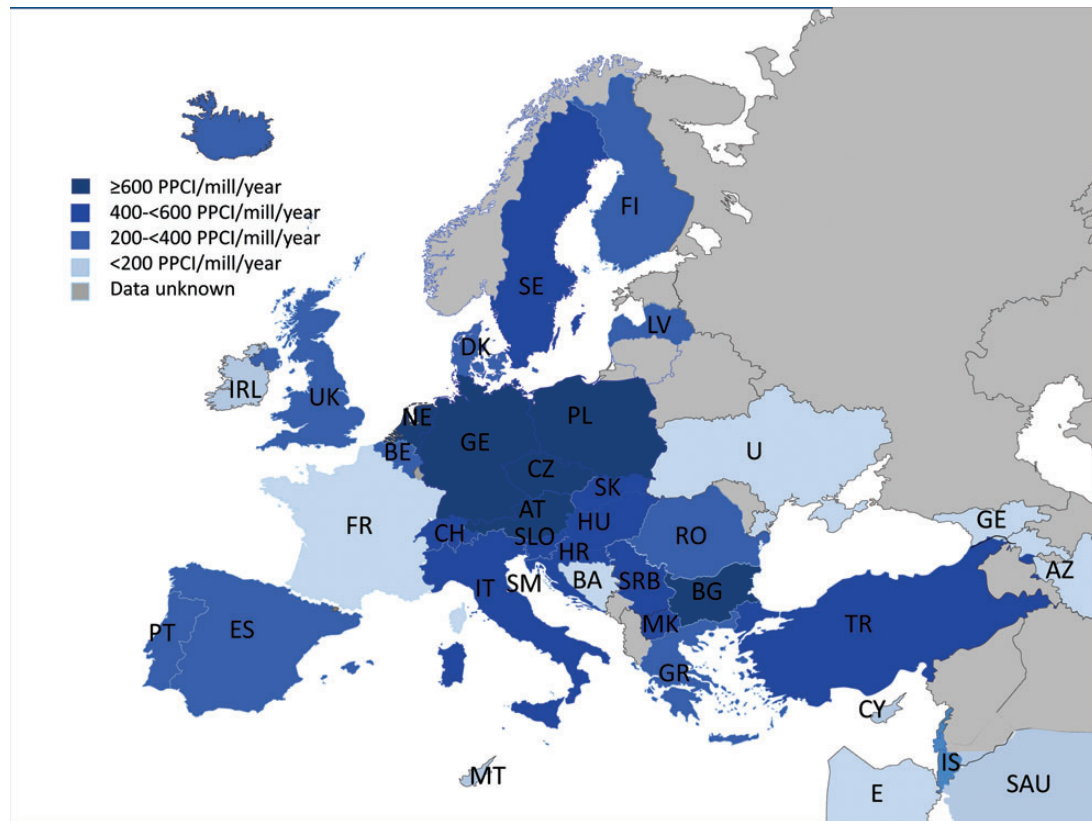 ≥600 PPCI/mill/year
400-<600 PPCI/mill/year
200-<400 PPCI/mill/year
<200 PPCI/mill/year
Data unknown
FI
SE
LV
DK
IRL
UK
NE
PL
GE
BE
CZ
U
SK
AT
FR
HU
CH
SLO
RO
GE
HR
IT
SM
BA
SRB
BG
AZ
PT
ES
MK
TR
GR
CY
IS
MT
E
SAU